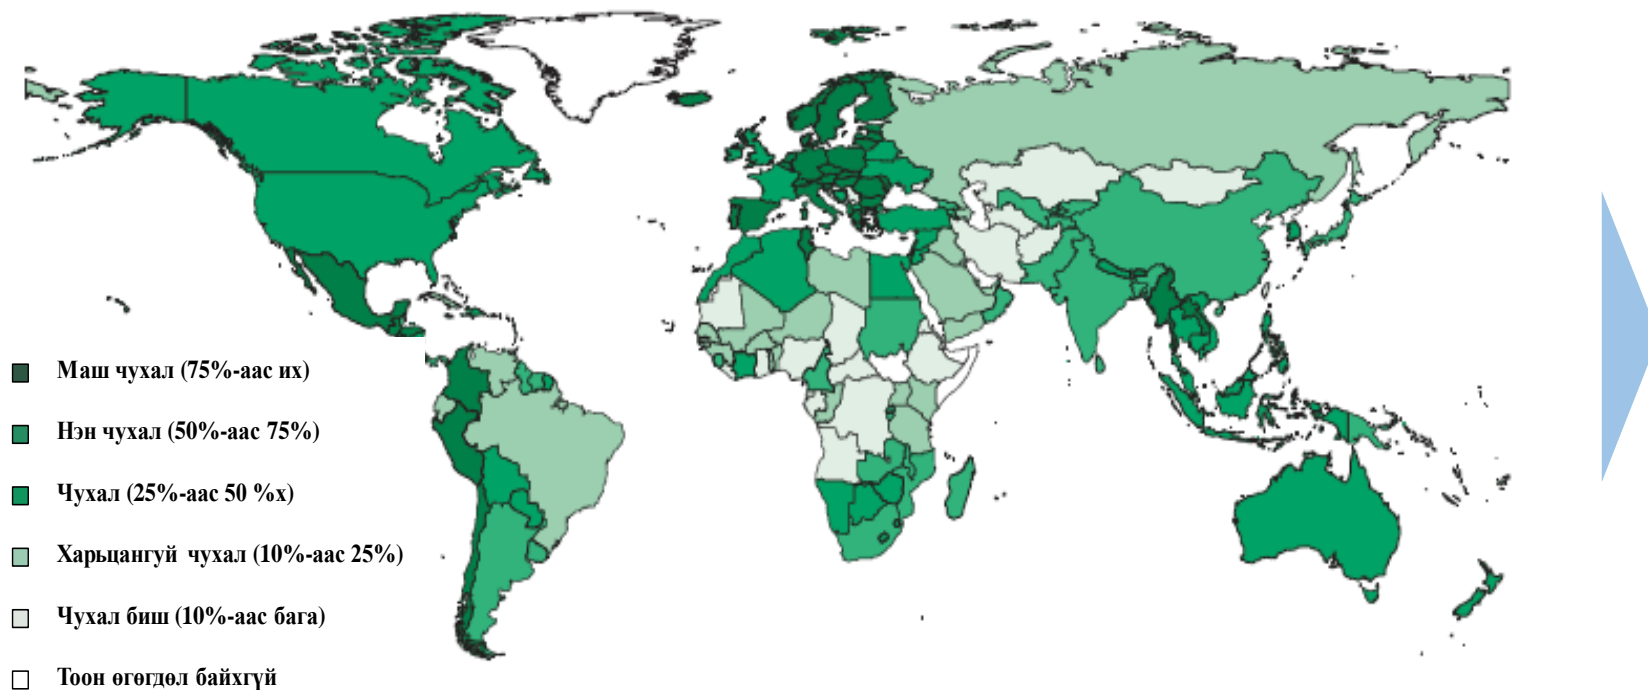 Маш чухал (75%-аас их)
Нэн чухал (50%-аас 75%)
Чухал (25%-аас 50 %х)
Харьцангуй чухал (10%-аас 25%)
Чухал биш (10%-аас бага)
Тоон өгөгдөл байхгүй